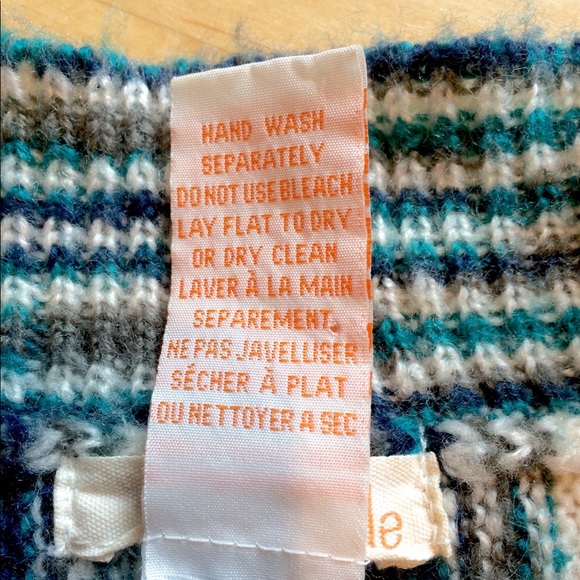 HAND WASH
SEPARATELY
DO NOT USE BLEACH
LAY FLAT TO DRY
OR DRY CLEAN
LAVER À LA MAIN
SEPAREMENT,
NE PAS JAVELLISER
SÉCHER À PLAT
OU NETTOYER A SEC